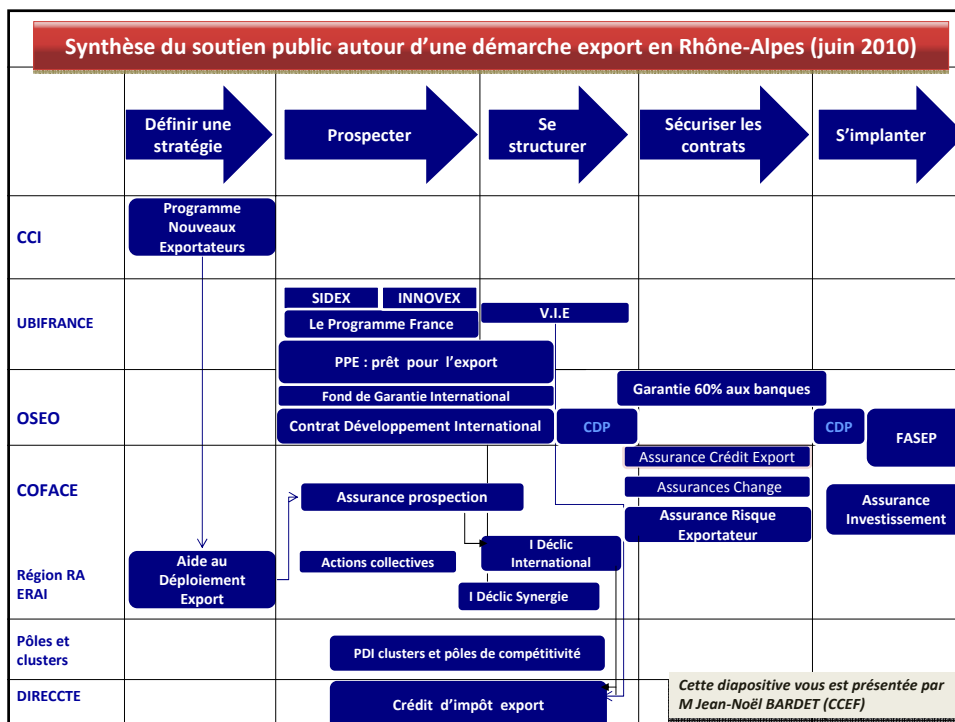 Synthèse du soutien public autour d'une démarche export en Rhône-Alpes (juin 2010)
Définir une
stratégie
Prospecter
Se
structurer
Sécuriser les
contrats
S'implanter
CCI
Programme
Nouveaux
Exportateurs
UBIFRANCE
SIDEX
INNOVEX
V.I.E
Le Programme France
PPE : prêt pour l'export
OSEO
Fond de Garantie International
Garantie 60% aux banques
Contrat Développement International
CDP
CDP
FASEP
COFACE
Assurance Crédit Export
Assurance prospection
Assurances Change
Assurance Risque
Exportateur
Assurance
Investissement
Région RA
ERAI
Aide au
Déploiement
Export
Actions collectives
I Déclic
International
I Déclic Synergie
Pôles et
clusters
PDI clusters et pôles de compétitivité
DIRECCTE
Crédit d'impôt export
Cette diapositive vous est présentée par
M Jean-Noël BARDET (CCEF)